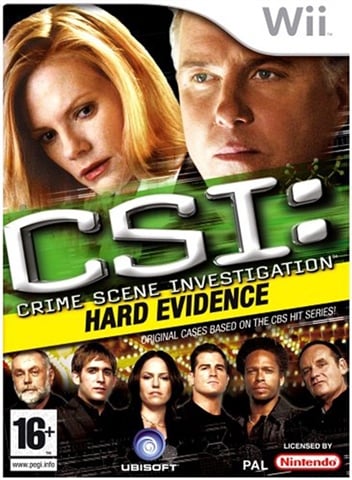 Wii
CSI:
CRIME SCENE INVESTIGATION™
HARD EVIDENCE
ORIGINAL CASES BASED ON THE CBS HIT SERIES!
16+
www.pegi.info
UBISOFT
PAL
LICENSED BY
Nintendo